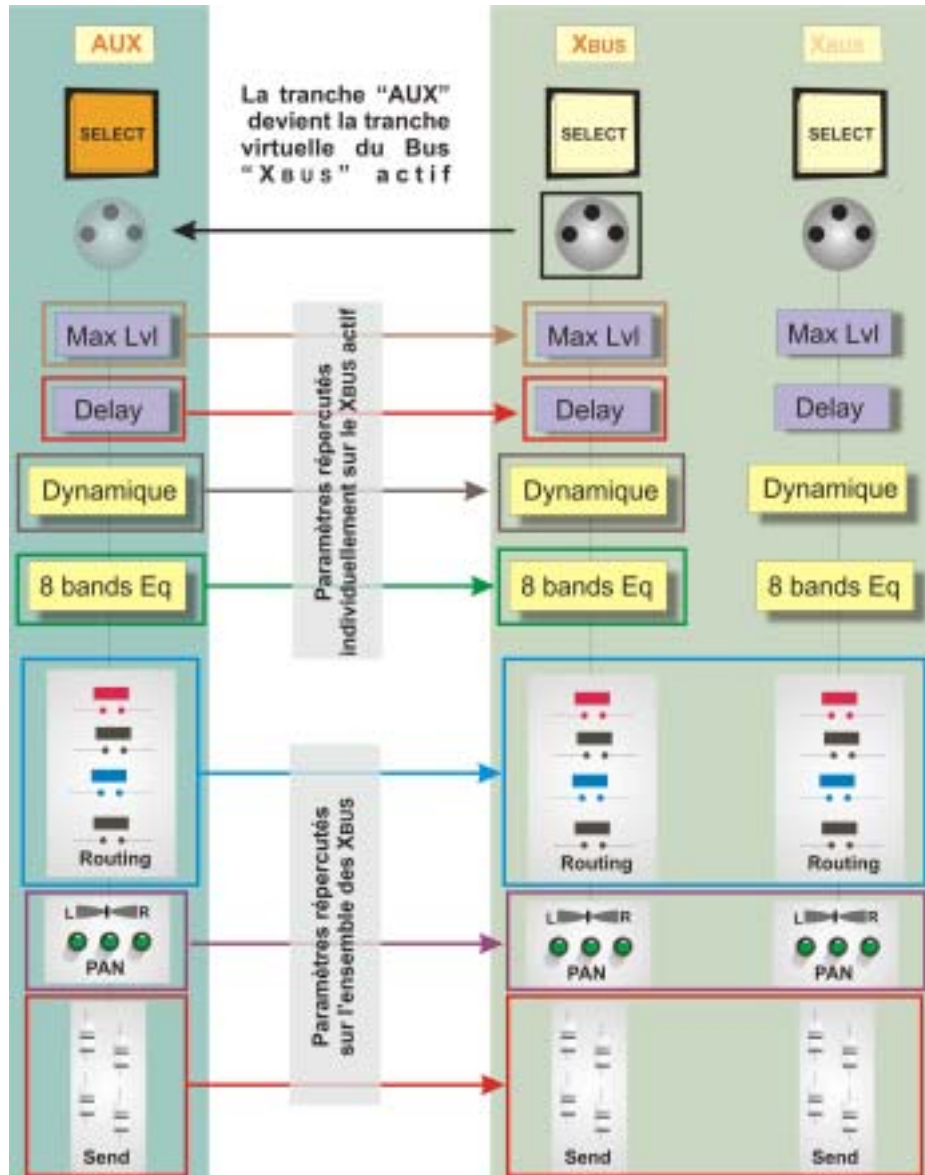 AUX
XBUS
XBUS
SELECT
La tranche “AUX”
devient la tranche
virtuelle du Bus
“XBUS” actif
SELECT
SELECT
Max Lvl
Max Lvl
Max Lvl
Delay
Delay
Delay
Dynamique
Dynamique
Dynamique
8 bands Eq
8 bands Eq
8 bands Eq
Paramètres répercutés
individuellement sur le XBUS actif
Routing
Routing
Routing
L R
PAN
L R
PAN
L R
PAN
Paramètres répercutés
sur l'ensemble des XBUS
Send
Send
Send